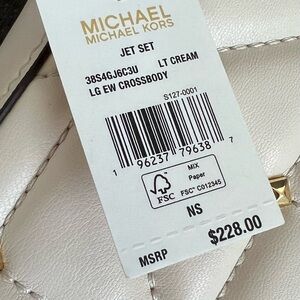 MICHAEL
MICHAEL KORS
JET SET
38S4GJ6C3U LT CREAM
LG EW CROSSBODY
S127-0001
1 96237 79638 7
FSC
MIX
Paper
FSC® C012345
NS
MSRP $228.00